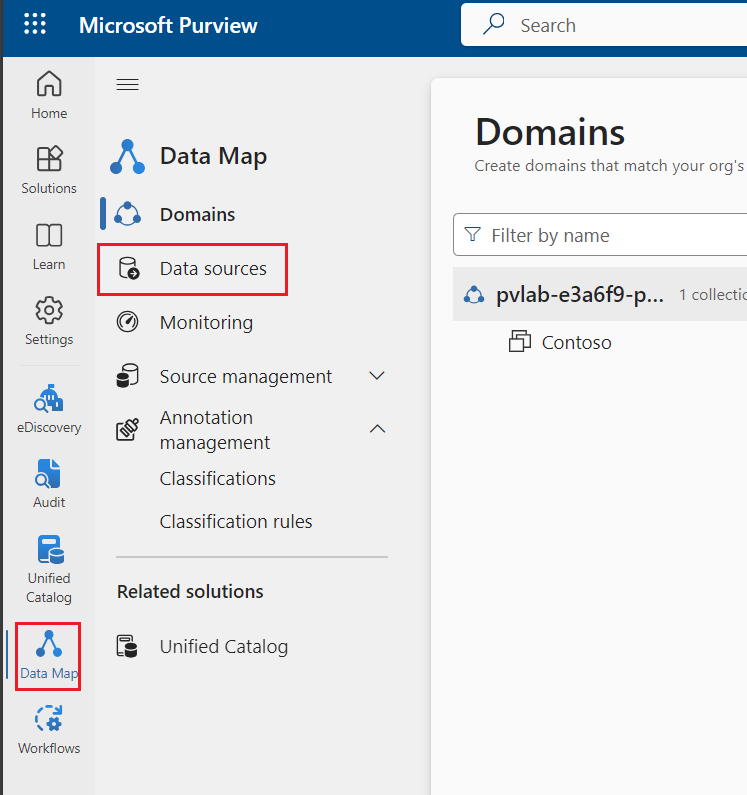 Microsoft Purview
Search
Home
Solutions
Learn
Settings
eDiscovery
Audit
Unified
Catalog
Data Map
Workflows
Data Map
Domains
Data sources
Monitoring
Source management
Annotation
management
Classifications
Classification rules
Related solutions
Unified Catalog
Domains
Create domains that match your org's
Filter by name
pvlab-e3a6f9-p... 1 collectio
Contoso